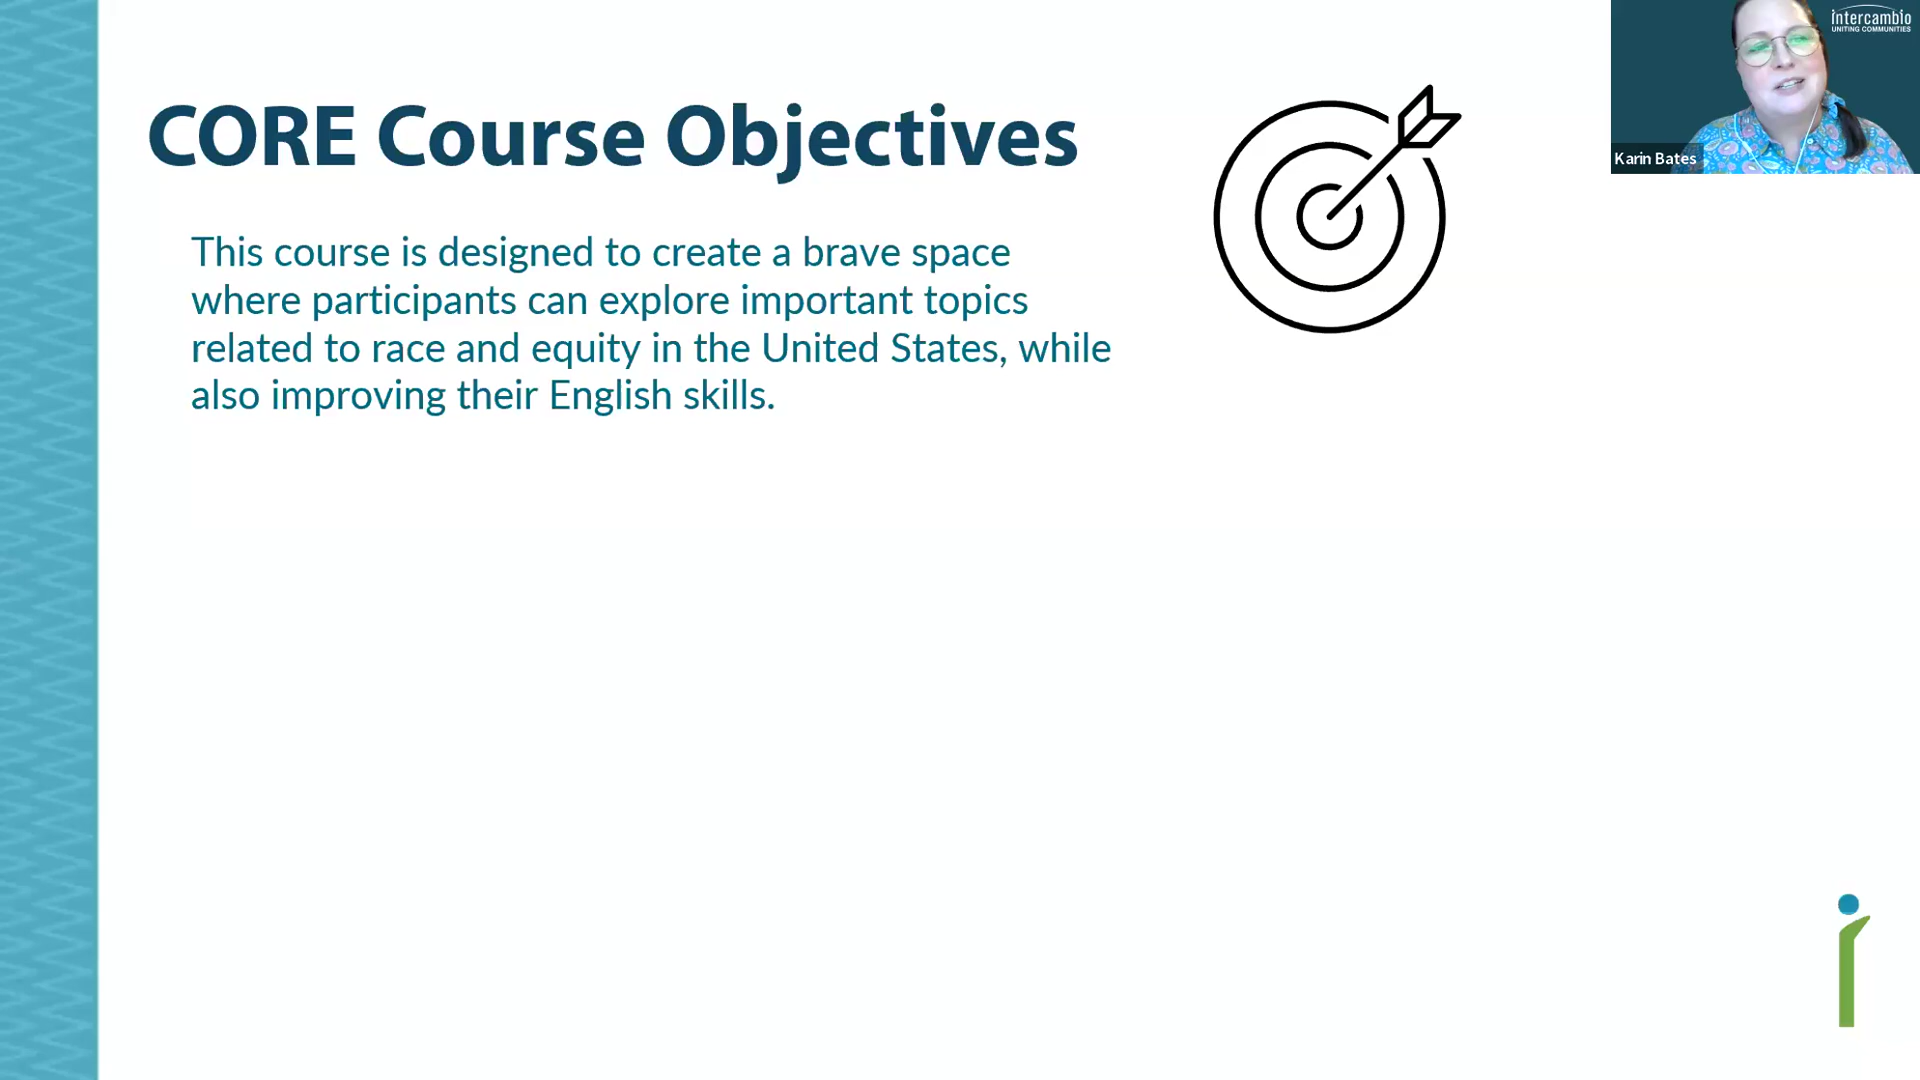 CORE Course Objectives
This course is designed to create a brave space
where participants can explore important topics
related to race and equity in the United States, while
also improving their English skills.
intercambio
UNITING COMMUNITIES
Karin Bates